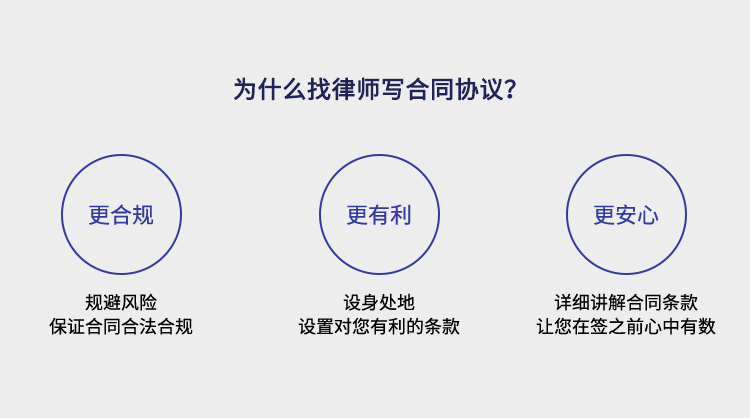 为什么找律师写合同协议？
更合规
更有利
更安心
规避风险
保证合同合法合规
设身处地
设置对您有利的条款
详细讲解合同条款
让您在签之前心中有数